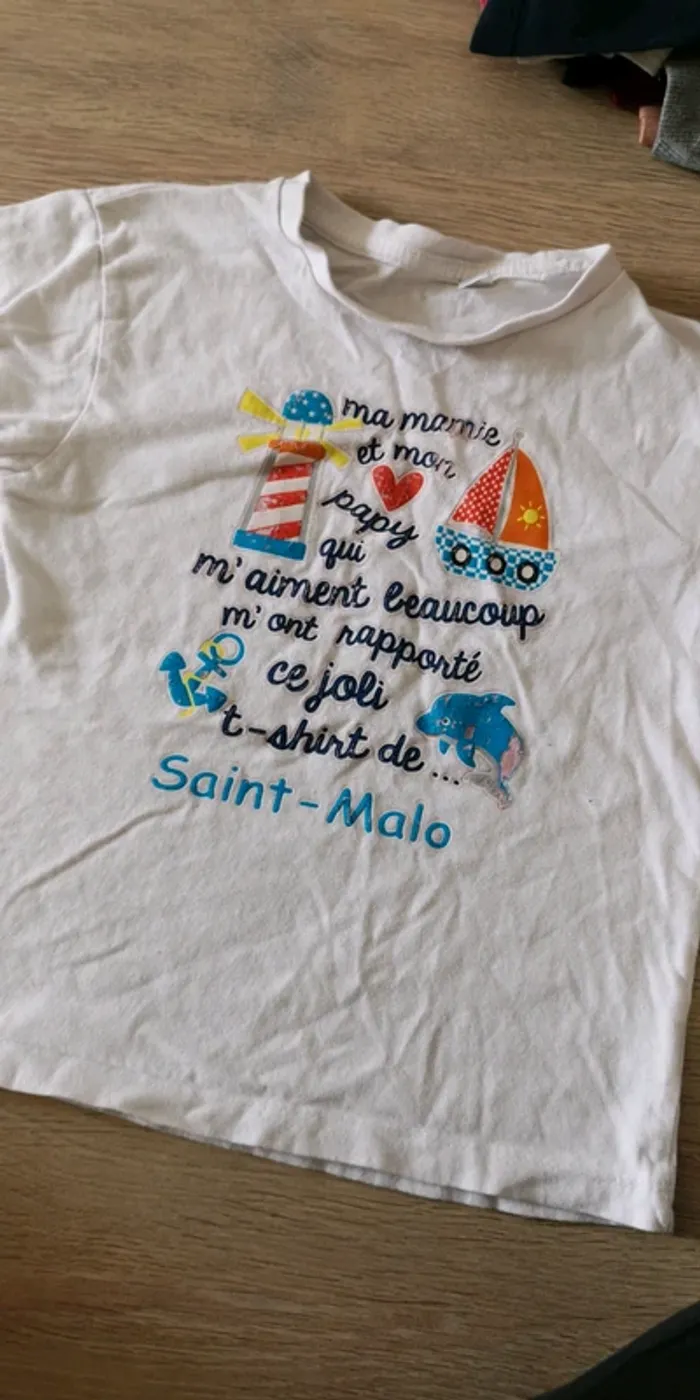 ma mamie
et mon
papy
qui
m'aiment beaucoup
m'ont rapporté
ce joli
t-shirt de ...
Saint-Malo